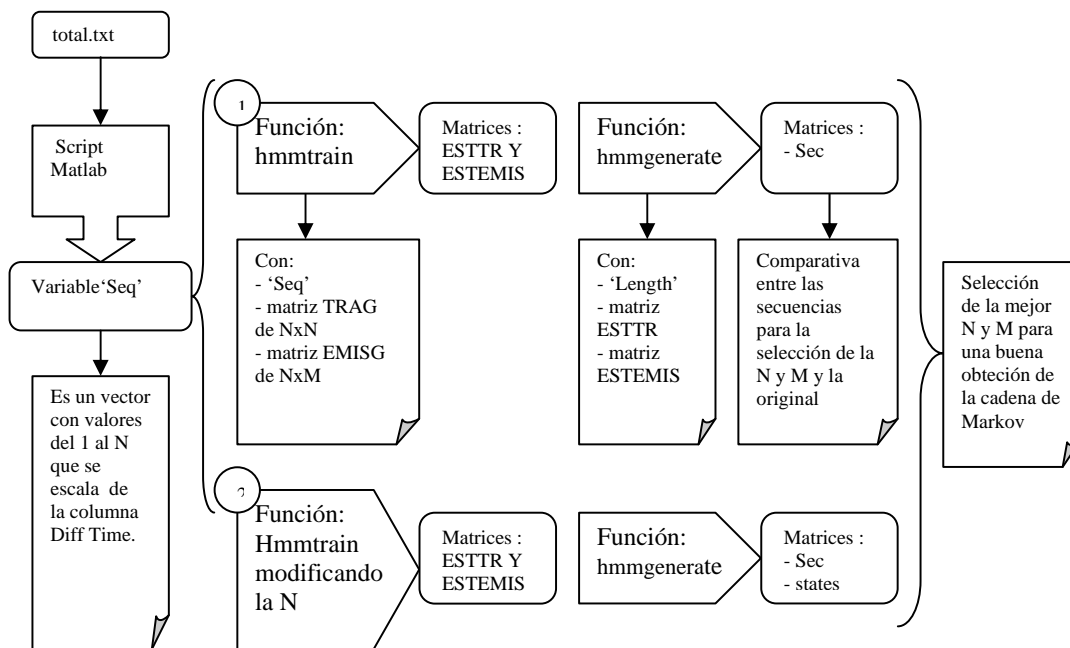 total.txt
Script
Matlab
Variable‘Seq’
Es un vector
con valores
del 1 al N
que se
escala de
la columna
Diff Time.
1
Función:
hmmtrain
Matrices :
ESTTR Y
ESTEMIS
Función:
hmmgenerate
Matrices :
- Sec
Con:
- ‘Seq’
- matriz TRAG
de NxN
- matriz EMISG
de NxM
Con:
- ‘Length’
- matriz
ESTTR
- matriz
ESTEMIS
Comparativa
entre las
secuencias
para la
selección de la
N y M y la
original
2
Función:
Hmmtrain
modificando
la N
Matrices :
ESTTR Y
ESTEMIS
Función:
hmmgenerate
Matrices :
- Sec
- states
Selección
de la mejor
N y M para
una buena
obteción de
la cadena de
Markov